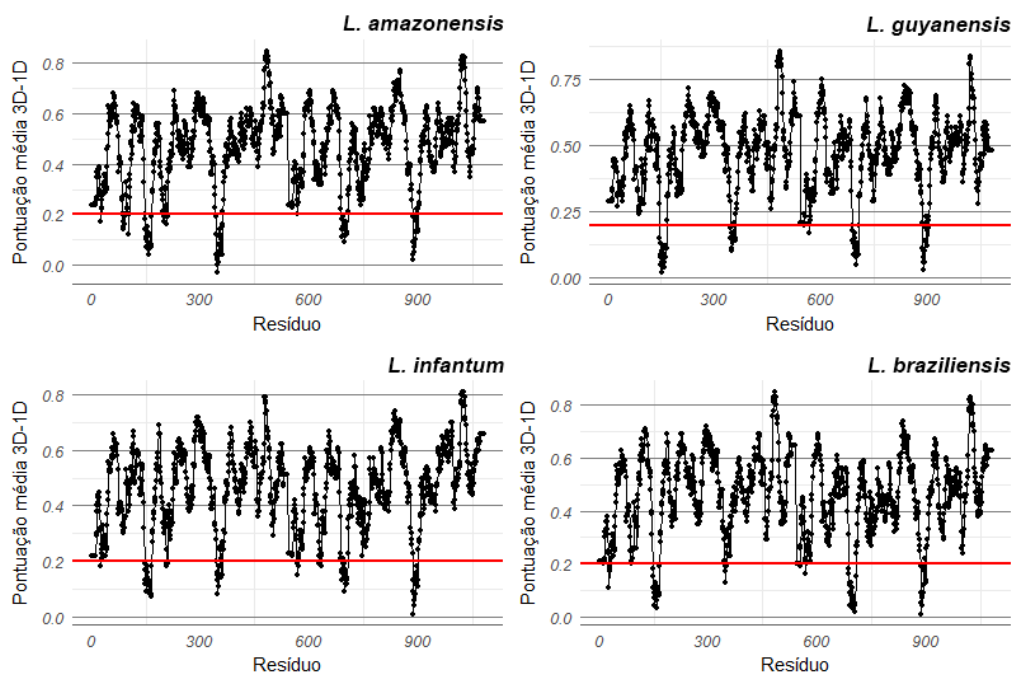 L. amazonensis
Pontuação média 3D-1D
0.8
0.6
0.4
0.2
0.0
0 300 600 900
Resíduo
L. guyanensis
Pontuação média 3D-1D
0.75
0.50
0.25
0.00
0 300 600 900
Resíduo
L. infantum
Pontuação média 3D-1D
0.8
0.6
0.4
0.2
0.0
0 300 600 900
Resíduo
L. braziliensis
Pontuação média 3D-1D
0.8
0.6
0.4
0.2
0.0
0 300 600 900
Resíduo